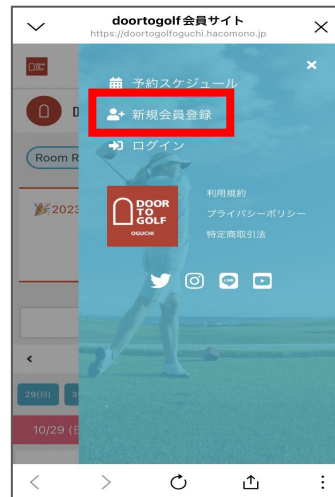 doortogolf会員サイト
https://doortogolfoguchi.hacomono.jp
予約スケジュール
新規会員登録
D
Room R
ログイン
🎉2023
DOOR
TO
GOLF
OGUCHI
利用規約
プライバシーポリシー
特定商取引法
LINE
29(日)
3
10/29 (日